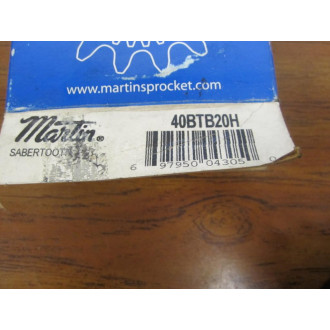 www.martinsprocket.com
Martin®
40BTB20H
SABERTOOTH
6 97950 04305